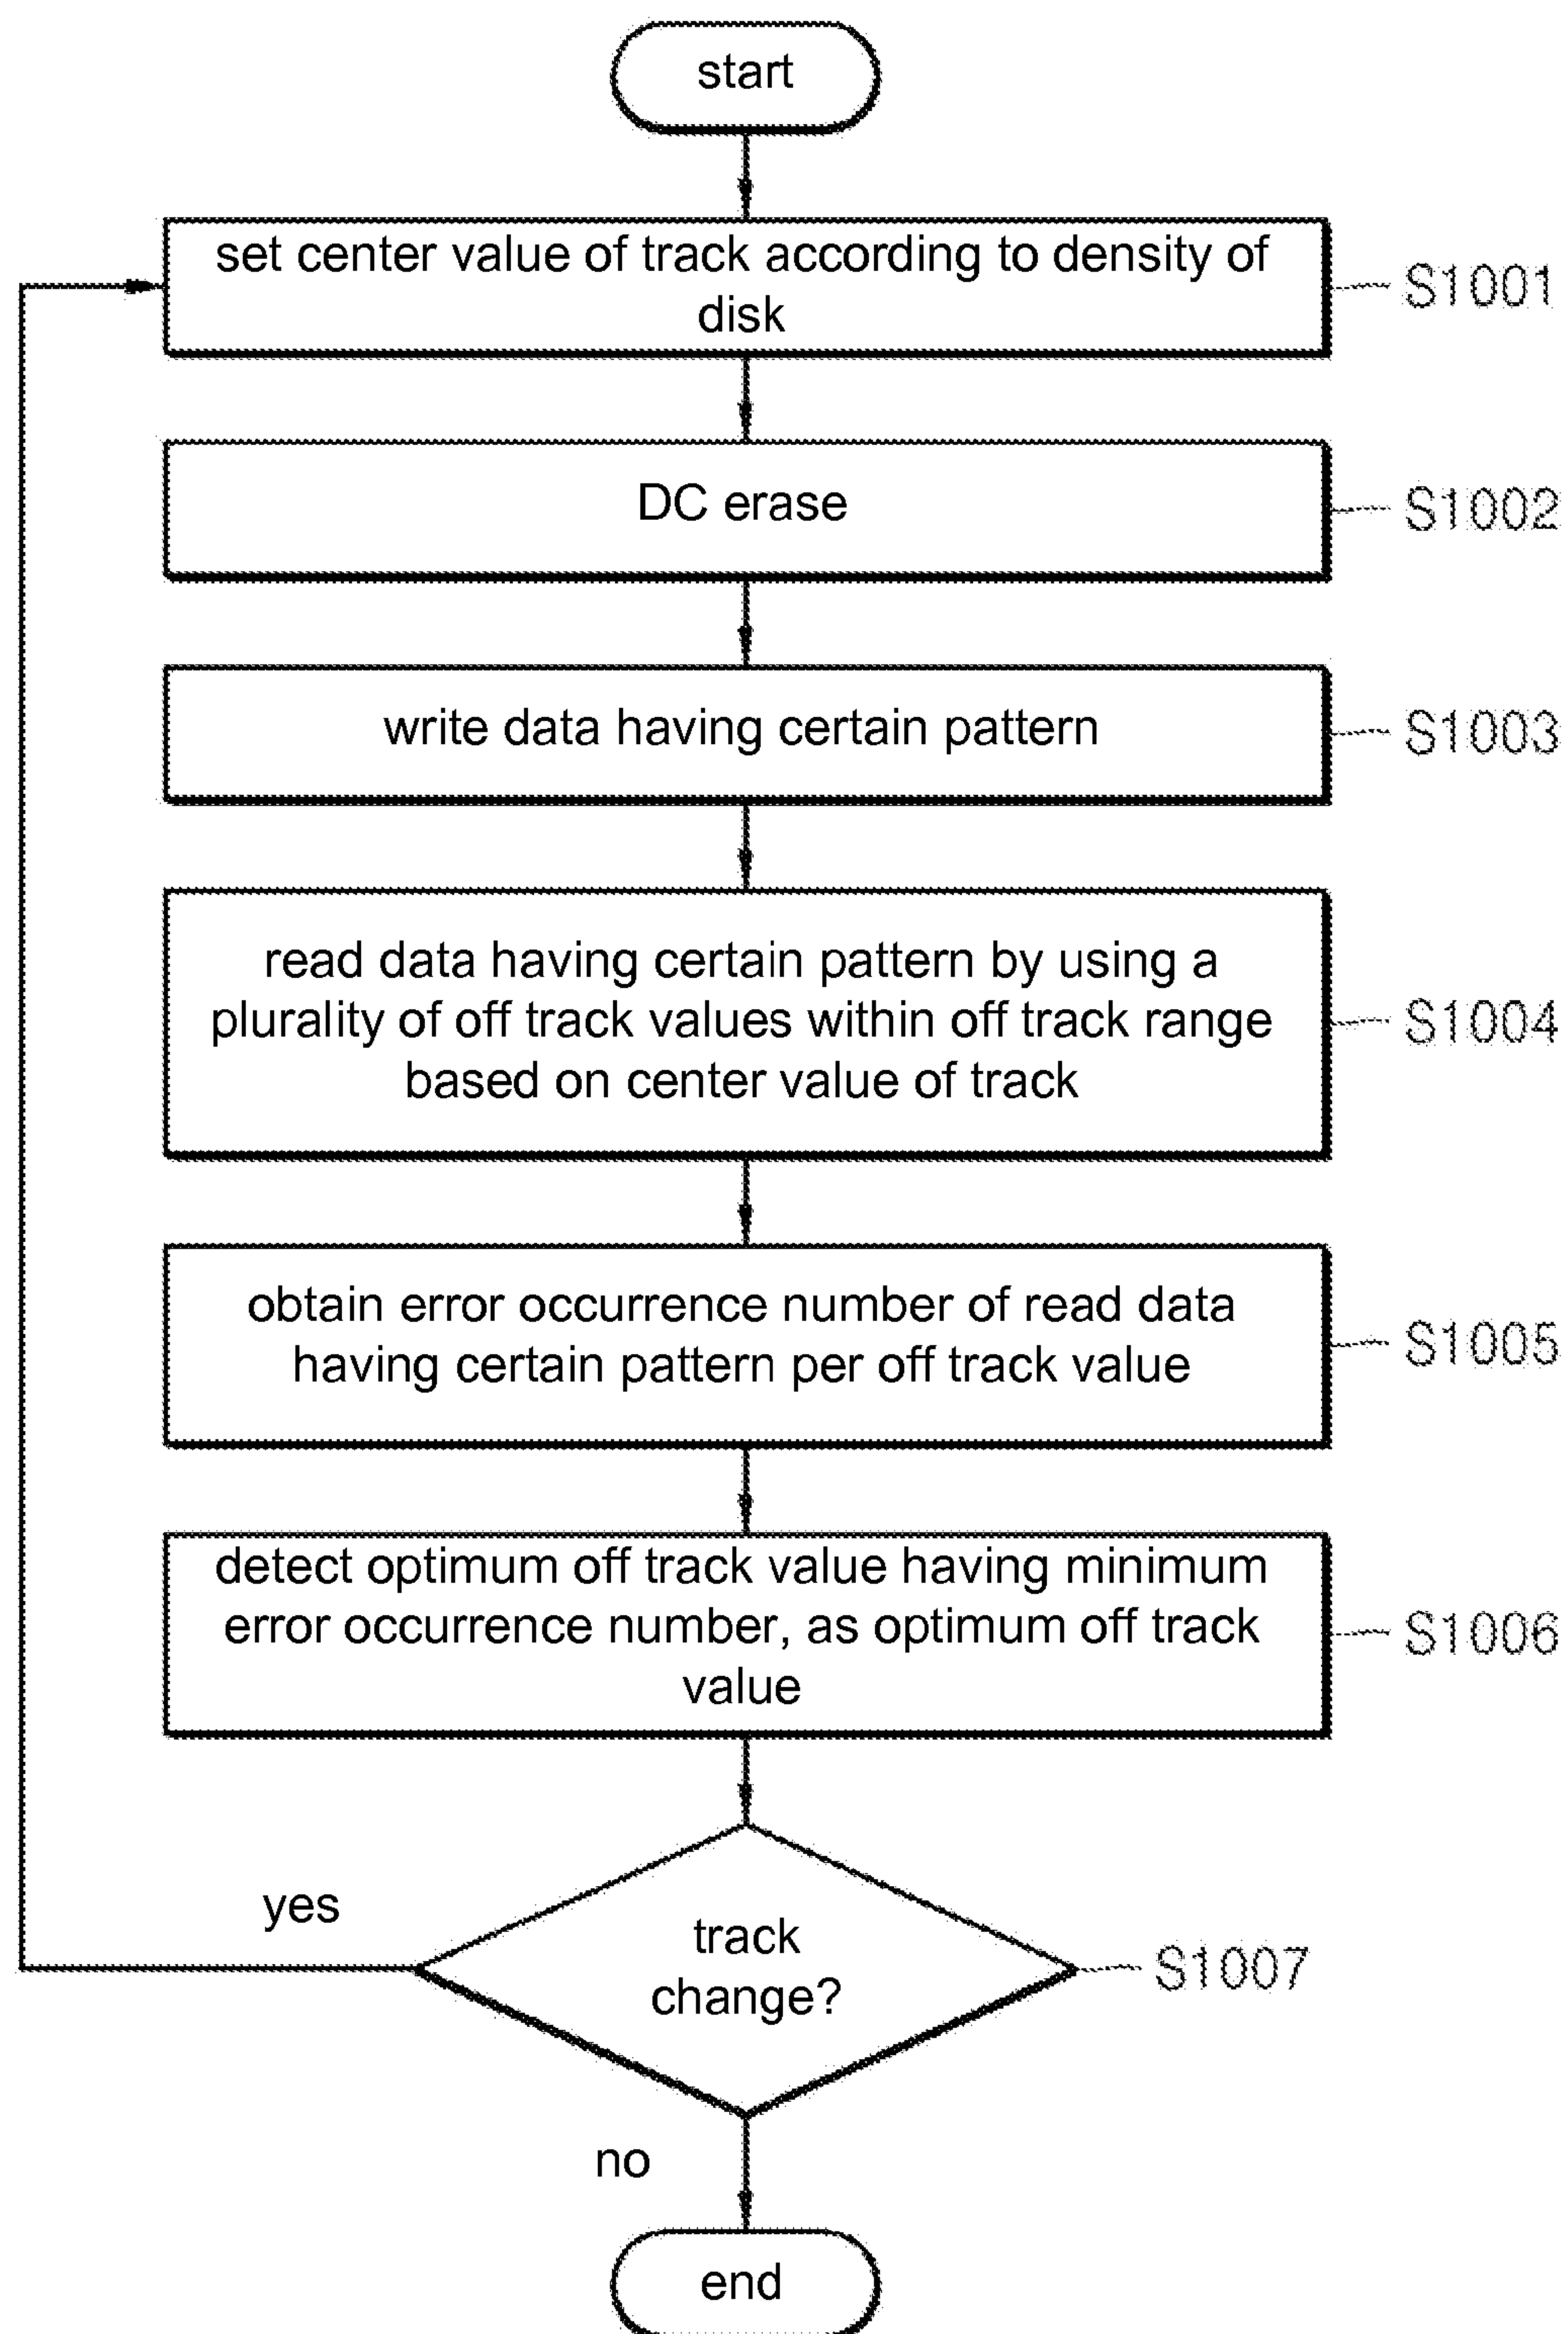 start
set center value of track according to density of
disk
S1001
DC erase
S1002
write data having certain pattern
S1003
read data having certain pattern by using a
plurality of off track values within off track range
based on center value of track
S1004
obtain error occurrence number of read data
having certain pattern per off track value
S1005
detect optimum off track value having minimum
error occurrence number, as optimum off track
value
S1006
yes
track
change?
S1007
no
end